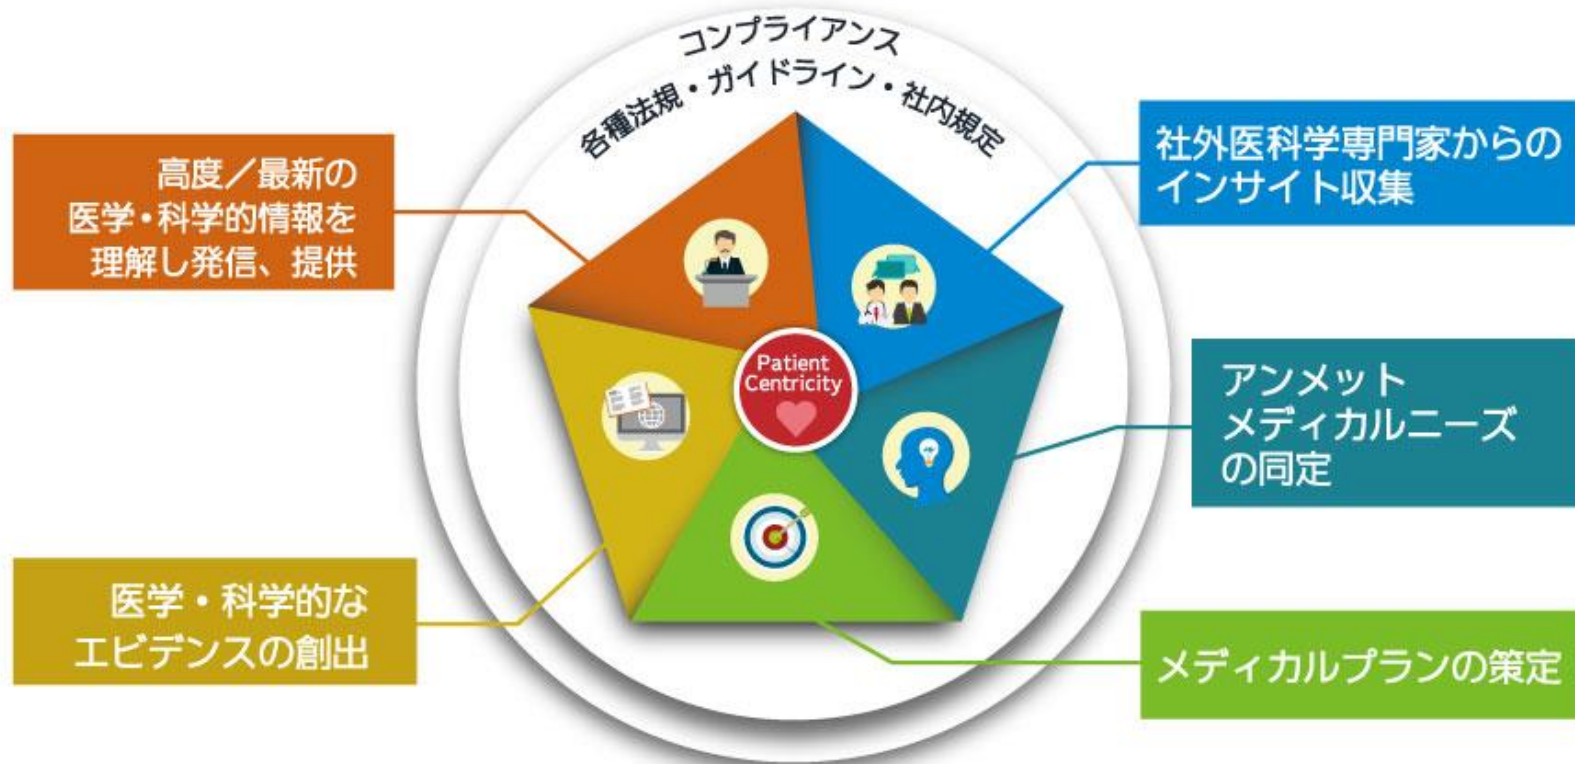 コンプライアンス
各種法規・ガイドライン・社内規定
高度／最新の
医学・科学的情報を
理解し発信、提供
社外医科学専門家からの
インサイト収集
Patient
Centricity
アンメット
メディカルニーズ
の同定
医学・科学的な
エビデンスの創出
メディカルプランの策定